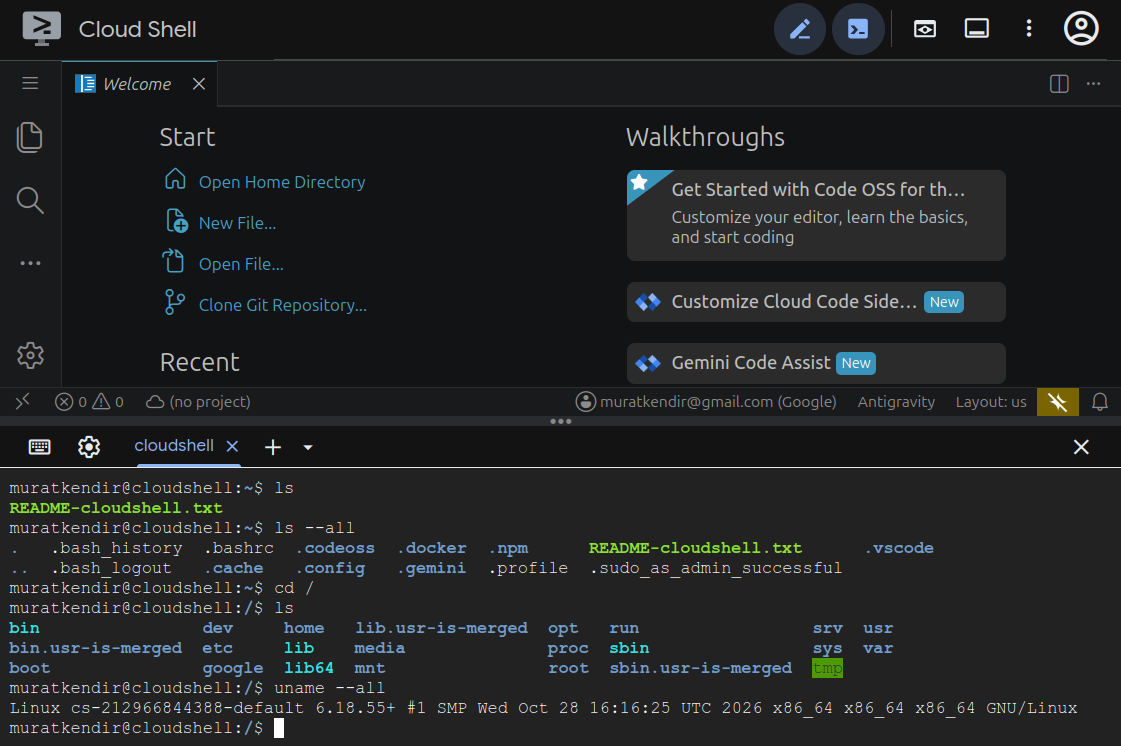 Cloud Shell
Welcome
Start
Open Home Directory
New File...
Open File...
Clone Git Repository...
Recent
Walkthroughs
Get Started with Code OSS for th...
Customize your editor, learn the basics,
and start coding
Customize Cloud Code Side... New
Gemini Code Assist New
0 0 (no project) muratkendir@gmail.com (Google) Antigravity Layout: us
cloudshell
muratkendir@cloudshell:~$ ls
README-cloudshell.txt
muratkendir@cloudshell:~$ ls --all
. .bash_history .bashrc .codeoss .docker .npm README-cloudshell.txt .vscode
.. .bash_logout .cache .config .gemini .profile .sudo_as_admin_successful
muratkendir@cloudshell:~$ cd /
muratkendir@cloudshell:/$ ls
bin dev home lib.usr-is-merged opt run srv usr
bin.usr-is-merged etc lib media proc sbin sys var
boot google lib64 mnt root sbin.usr-is-merged tmp
muratkendir@cloudshell:/$ uname --all
Linux cs-212966844388-default 6.18.55+ #1 SMP Wed Oct 28 16:16:25 UTC 2026 x86_64 x86_64 x86_64 GNU/Linux
muratkendir@cloudshell:/$